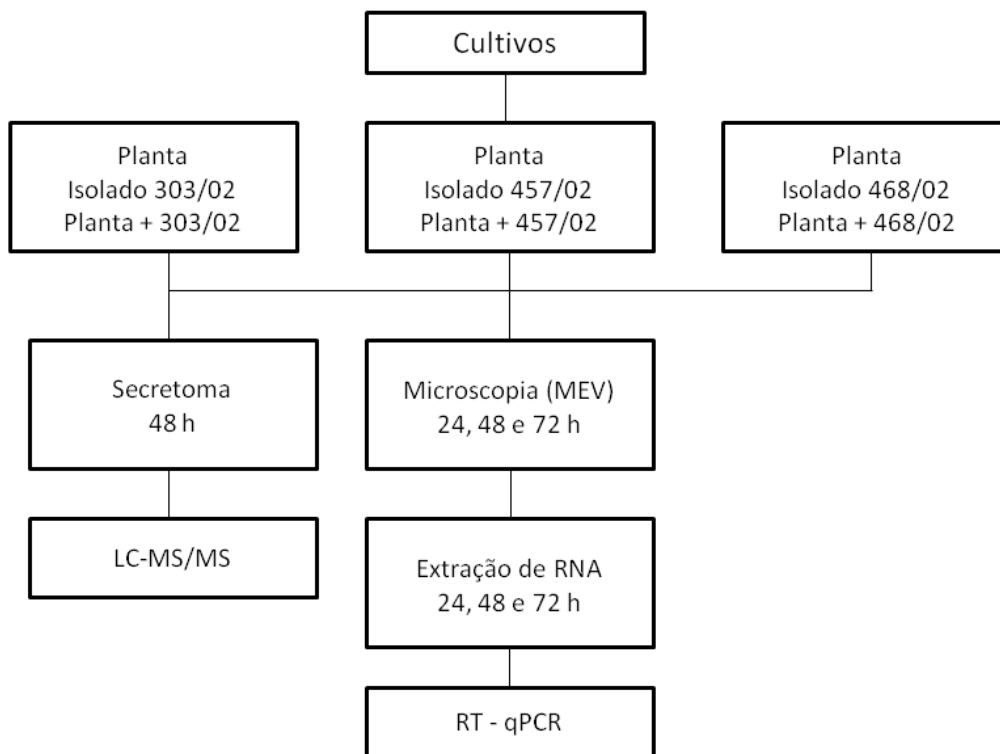 Cultivos
Planta
Isolado 303/02
Planta + 303/02
Planta
Isolado 457/02
Planta + 457/02
Planta
Isolado 468/02
Planta + 468/02
Secretoma
48 h
Microscopia (MEV)
24, 48 e 72 h
LC-MS/MS
Extração de RNA
24, 48 e 72 h
RT - qPCR